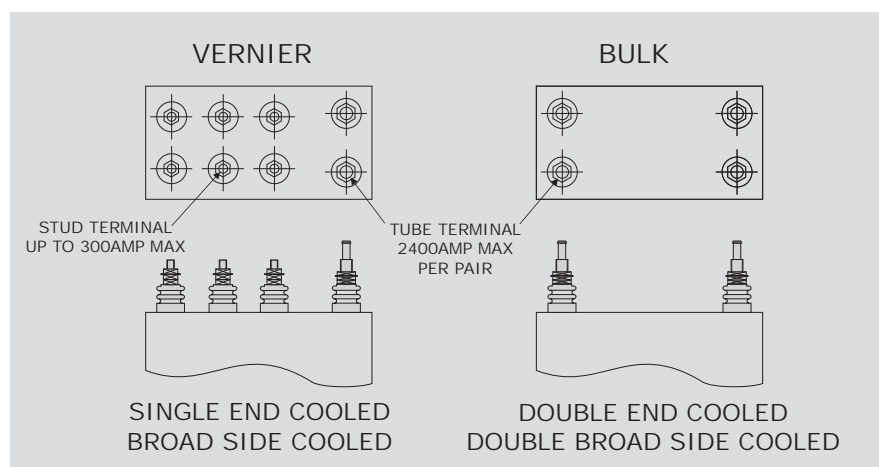 VERNIER
BULK
STUD TERMINAL
UP TO 300AMP MAX
TUBE TERMINAL
2400AMP MAX
PER PAIR
SINGLE END COOLED
BROAD SIDE COOLED
DOUBLE END COOLED
DOUBLE BROAD SIDE COOLED